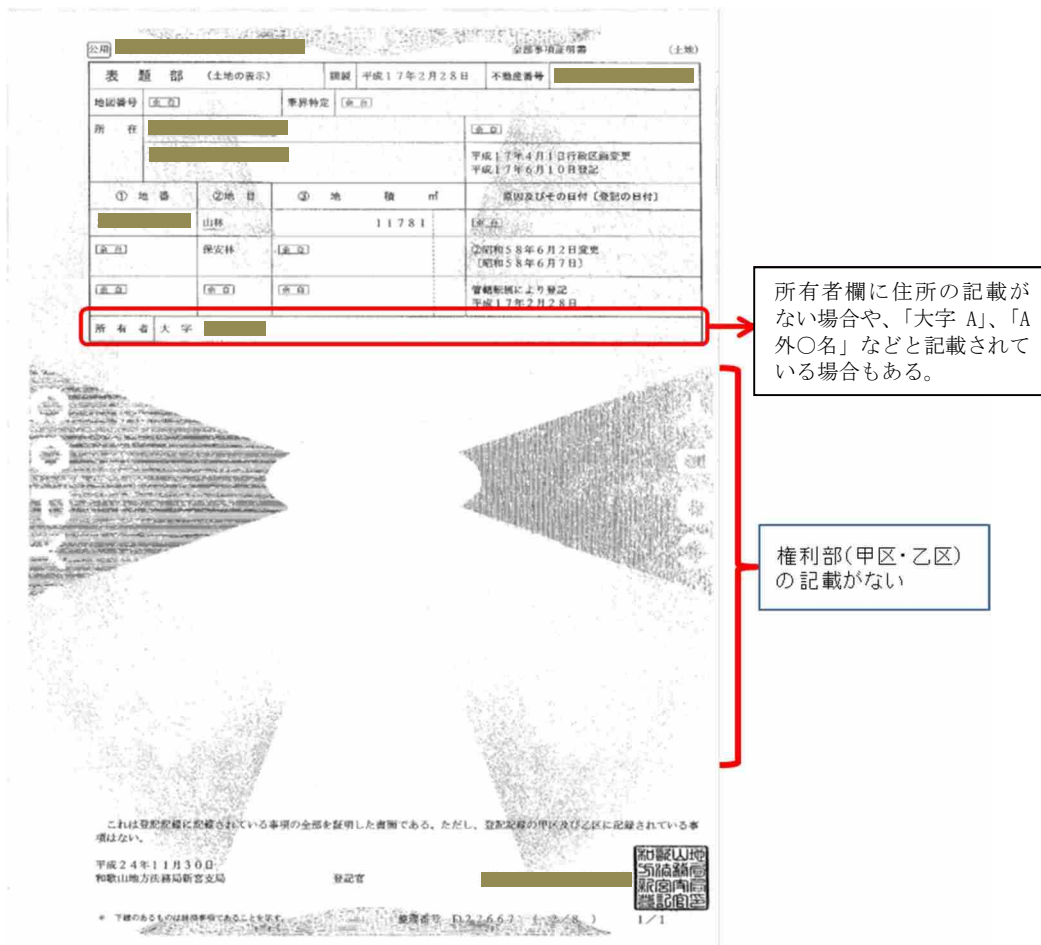 公用
全部事項証明書 (土地)
表 題 部 (土地の表示) 調製 平成17年2月28日 不動産番号
地図番号 余白 筆界特定 余白
所 在 余白
平成17年4月1日行政区画変更
平成17年6月10日登記
① 地 番 ②地 目 ③ 地 積 ㎡ 原因及びその日付〔登記の日付〕
山林 11781 余白
余白 保安林 余白 ②昭和58年6月2日変更
〔昭和58年6月7日〕
余白 余白 余白 管轄転属により登記
平成17年2月28日
所 有 者 大 字
所有者欄に住所の記載が
ない場合や、「大字 A」、「A
外〇名」などと記載されて
いる場合もある。
COPY
権利部(甲区・乙区)
の記載がない
これは登記記録に記録されている事項の全部を証明した書面である。ただし、登記記録の甲区及び乙区に記録されている事
項はない。
平成24年11月30日
和歌山地方法務局新宮支局 登記官
* 下線のあるものは抹消事項であることを示す。 整理番号 D22667 1/1